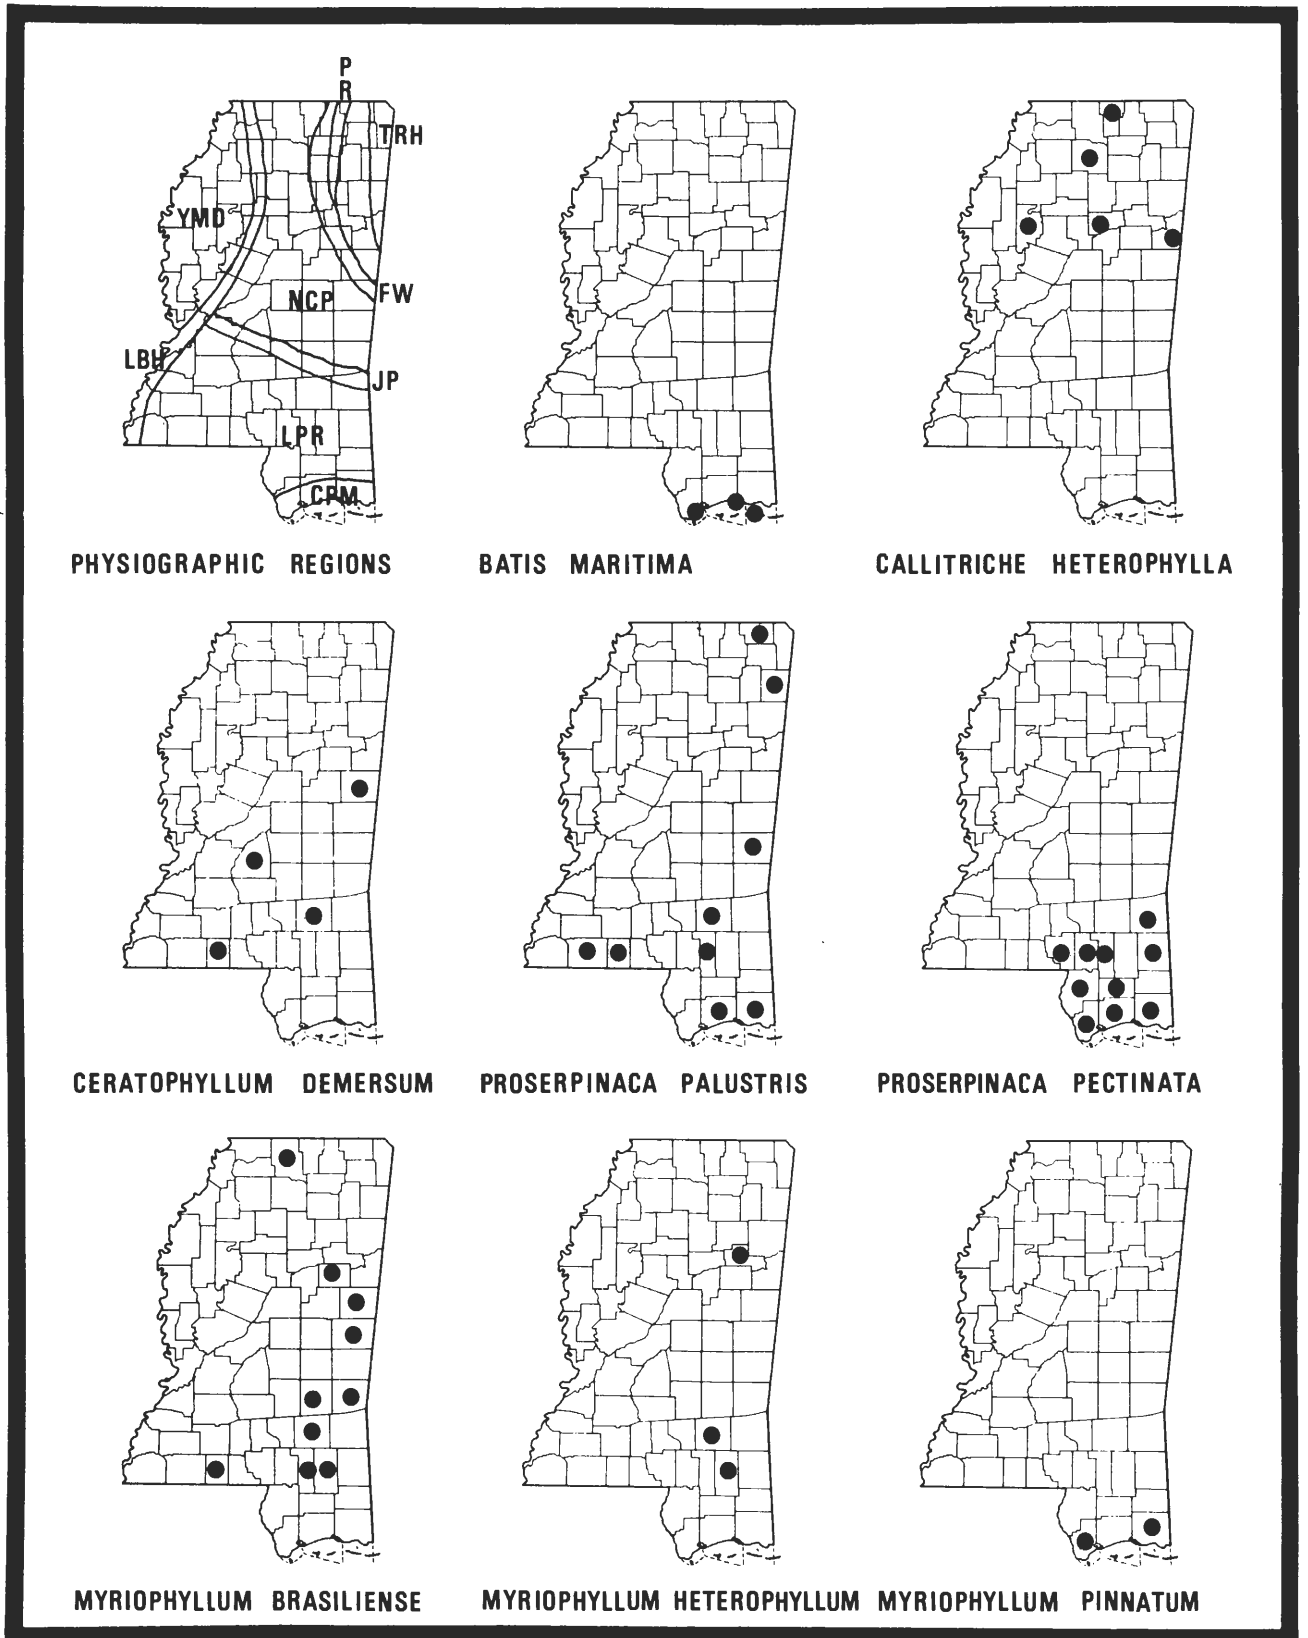 P
R
TRH
YMD
NCP
FW
LBH
JP
LPR
CPM
PHYSIOGRAPHIC REGIONS
BATIS MARITIMA
CALLITRICHE HETEROPHYLLA
CERATOPHYLLUM DEMERSUM
PROSERPINACA PALUSTRIS
PROSERPINACA PECTINATA
MYRIOPHYLLUM BRASILIENSE
MYRIOPHYLLUM HETEROPHYLLUM
MYRIOPHYLLUM PINNATUM